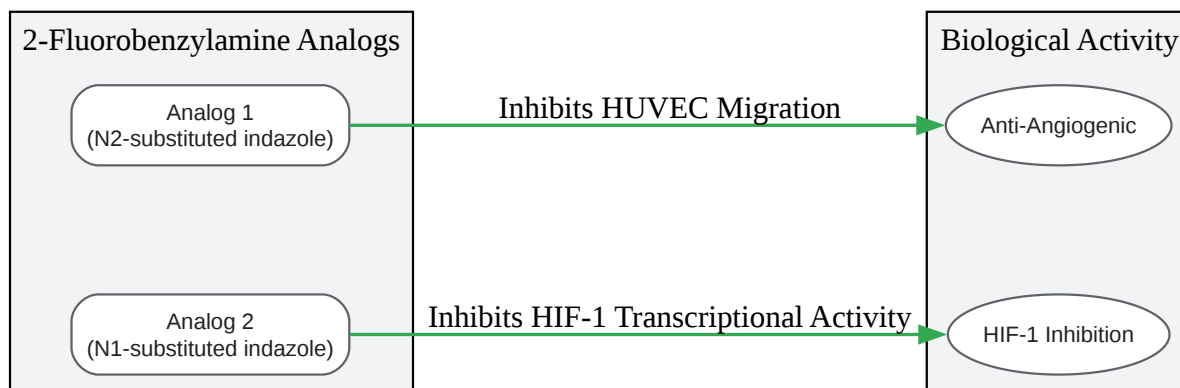 2-Fluorobenzylamine Analogs
Biological Activity
Analog 1
(N2-substituted indazole)
Inhibits HUVEC Migration
Anti-Angiogenic
Analog 2
(N1-substituted indazole)
Inhibits HIF-1 Transcriptional Activity
HIF-1 Inhibition